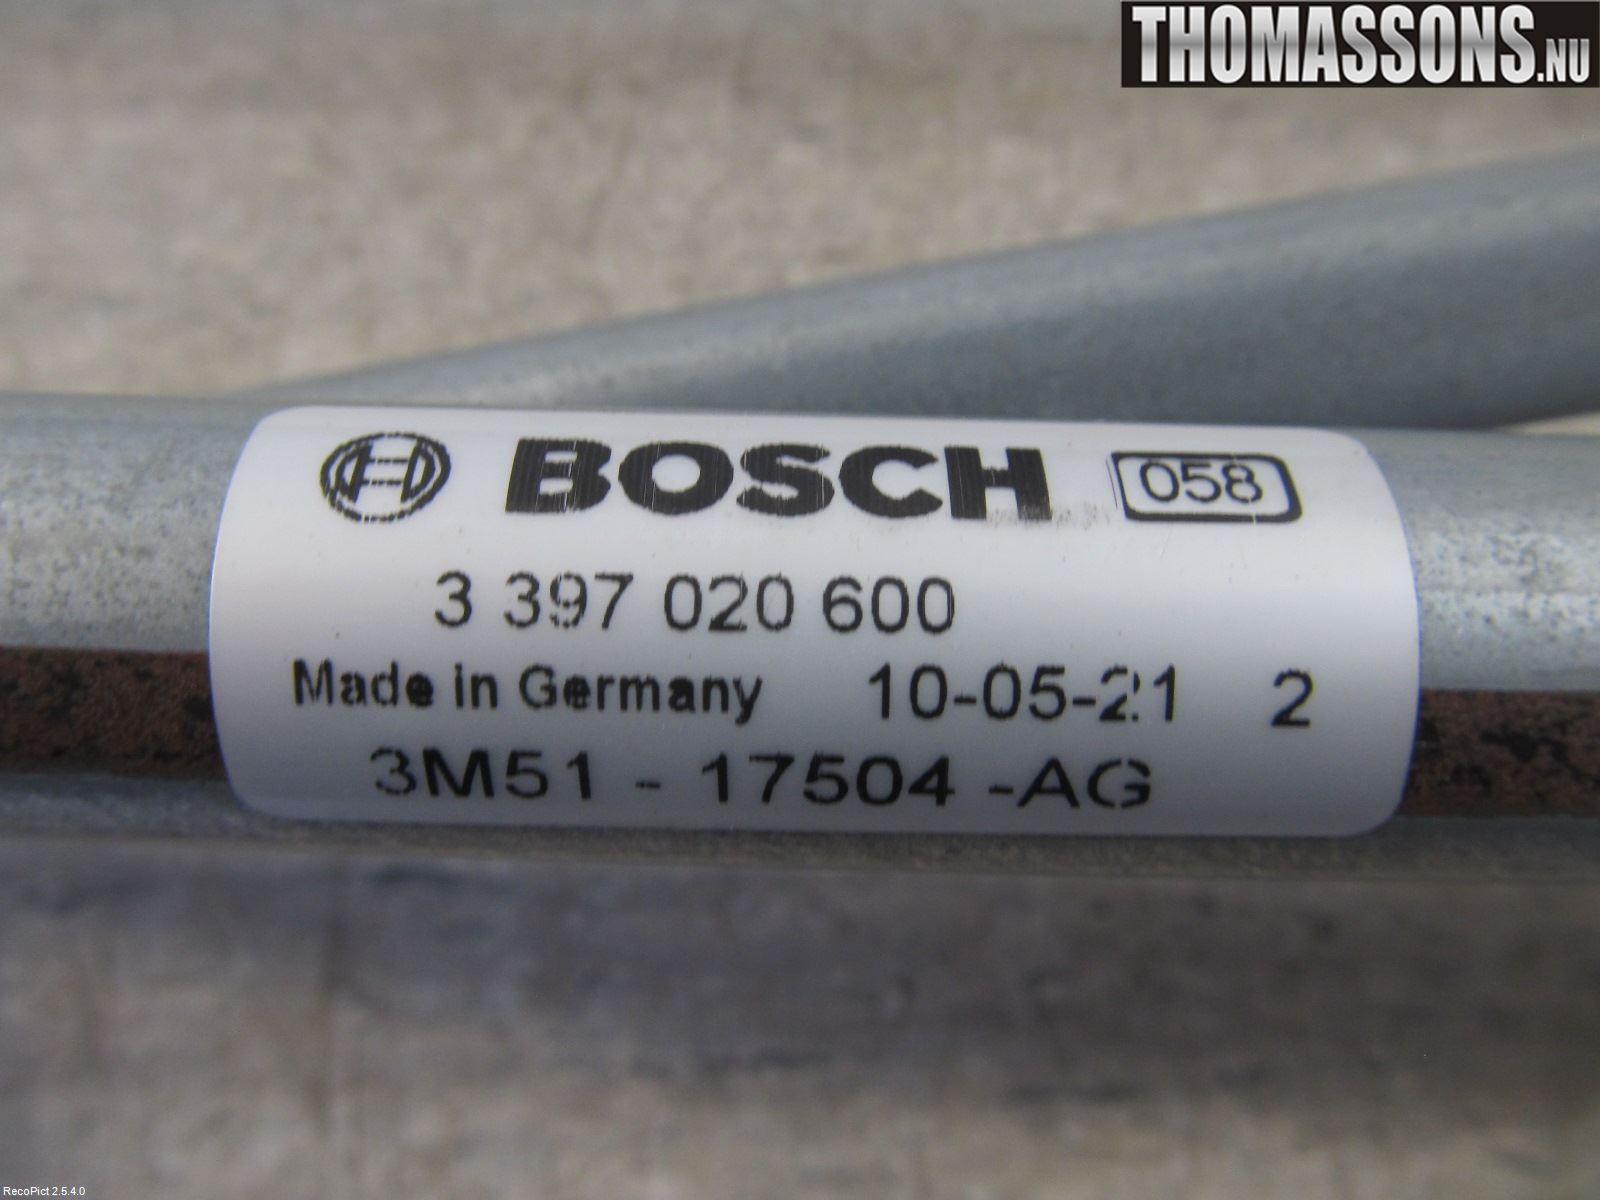 THOMASSONS.NU
BOSCH 058
3 397 020 600
Made in Germany 10-05-21 2
3M51 - 17504 -AG
RecoPict 2.5.4.0